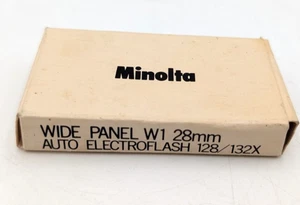 Minolta
WIDE PANEL W1 28mm
AUTO ELECTROFLASH 128/132X